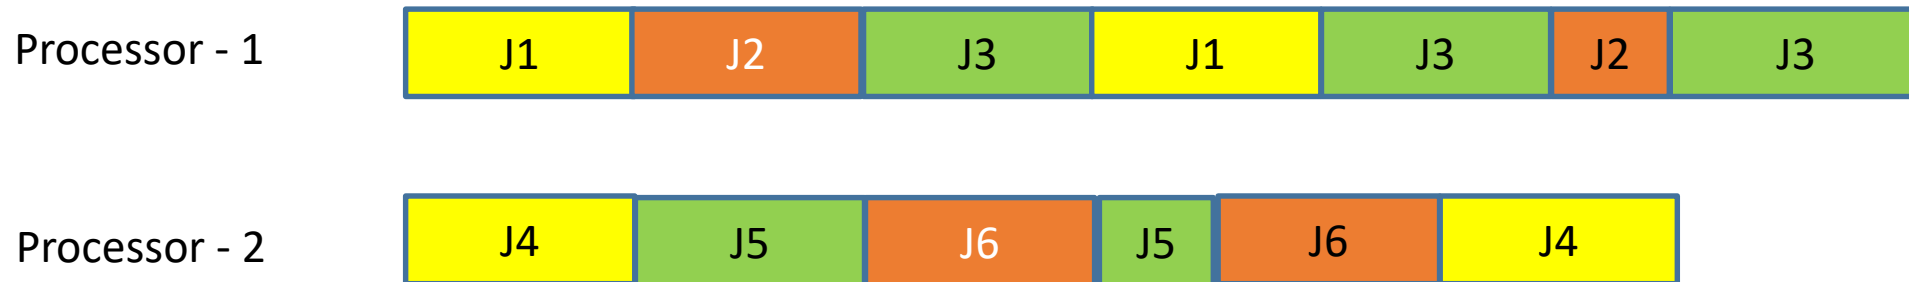 Processor - 1 J1 J2 J3 J1 J3 J2 J3
Processor - 2 J4 J5 J6 J5 J6 J4